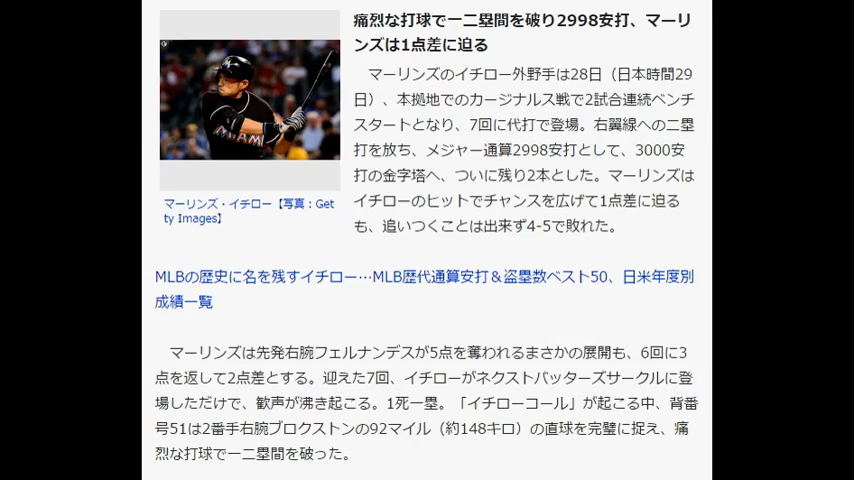 痛烈な打球で一二塁間を破り2998安打、マーリ
ンズは1点差に迫る
マーリンズのイチロー外野手は28日（日本時間29
日）、本拠地でのカージナルス戦で2試合連続ベンチ
スタートとなり、7回に代打で登場。右翼線への二塁
打を放ち、メジャー通算2998安打として、3000安
打の金字塔へ、ついに残り2本とした。マーリンズは
イチローのヒットでチャンスを広げて1点差に迫る
も、追いつくことは出来ず4-5で敗れた。
MIAMI
マーリンズ・イチロー【写真：Get
ty Images】
MLBの歴史に名を残すイチロー…MLB歴代通算安打＆盗塁数ベスト50、日米年度別
成績一覧
マーリンズは先発右腕フェルナンデスが5点を奪われるまさかの展開も、6回に3
点を返して2点差とする。迎えた7回、イチローがネクストバッターズサークルに登
場しただけで、歓声が沸き起こる。1死一塁。「イチローコール」が起こる中、背番
号51は2番手右腕ブロクストンの92マイル（約148キロ）の直球を完璧に捉え、痛
烈な打球で一二塁間を破った。